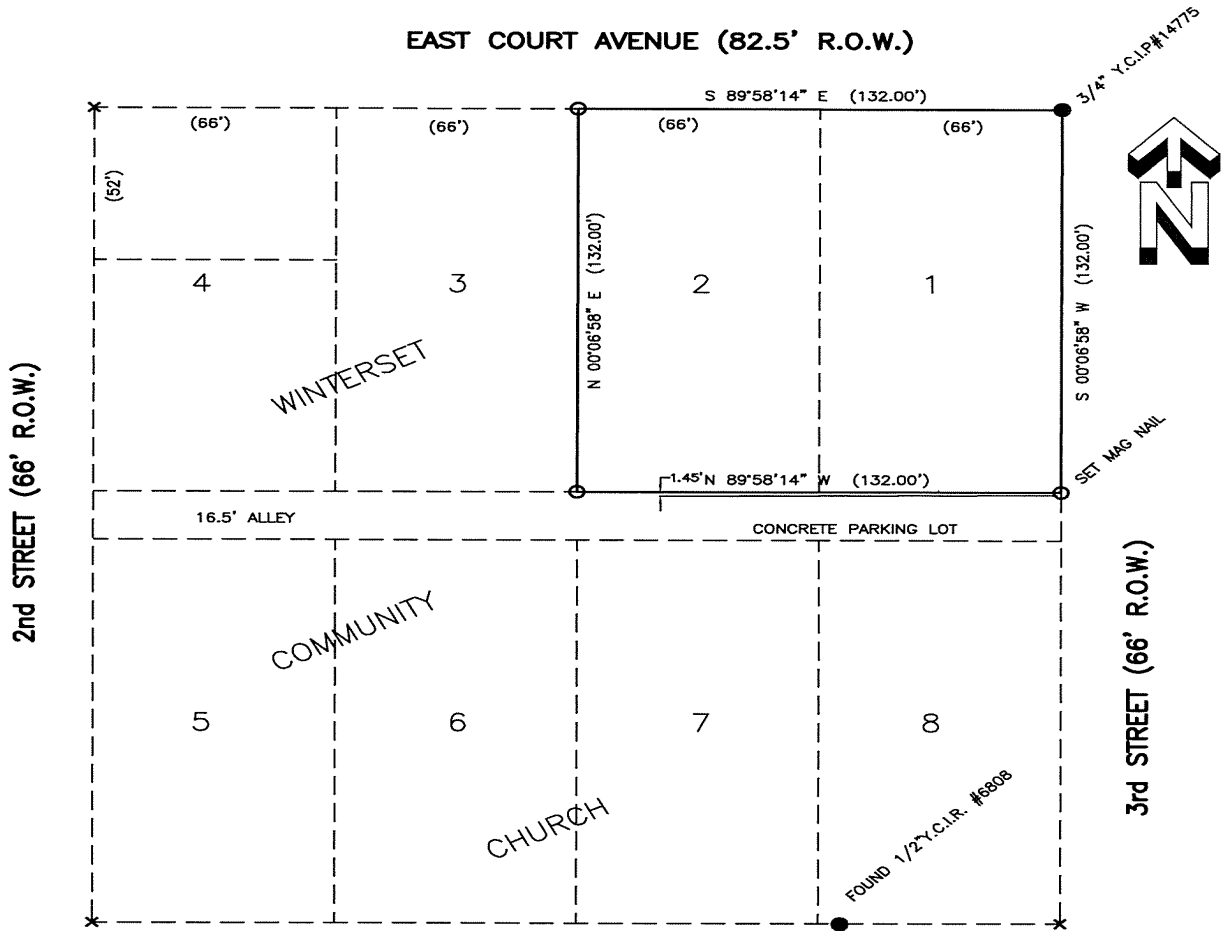 EAST COURT AVENUE (82.5' R.O.W.)
3/4" Y.C.I.P#14775
S 89°58'14" E (132.00')
(66')
(66')
(66')
(66')
(52')
N
4
3
2
1
N 00°06'58" E (132.00')
S 00°06'58" W (132.00')
WINTERSET
2nd STREET (66' R.O.W.)
SET MAG NAIL
1.45'
N 89°58'14" W (132.00')
16.5' ALLEY
CONCRETE PARKING LOT
3rd STREET (66' R.O.W.)
COMMUNITY
5
6
7
8
CHURCH
FOUND 1/2"Y.C.I.R. #6808